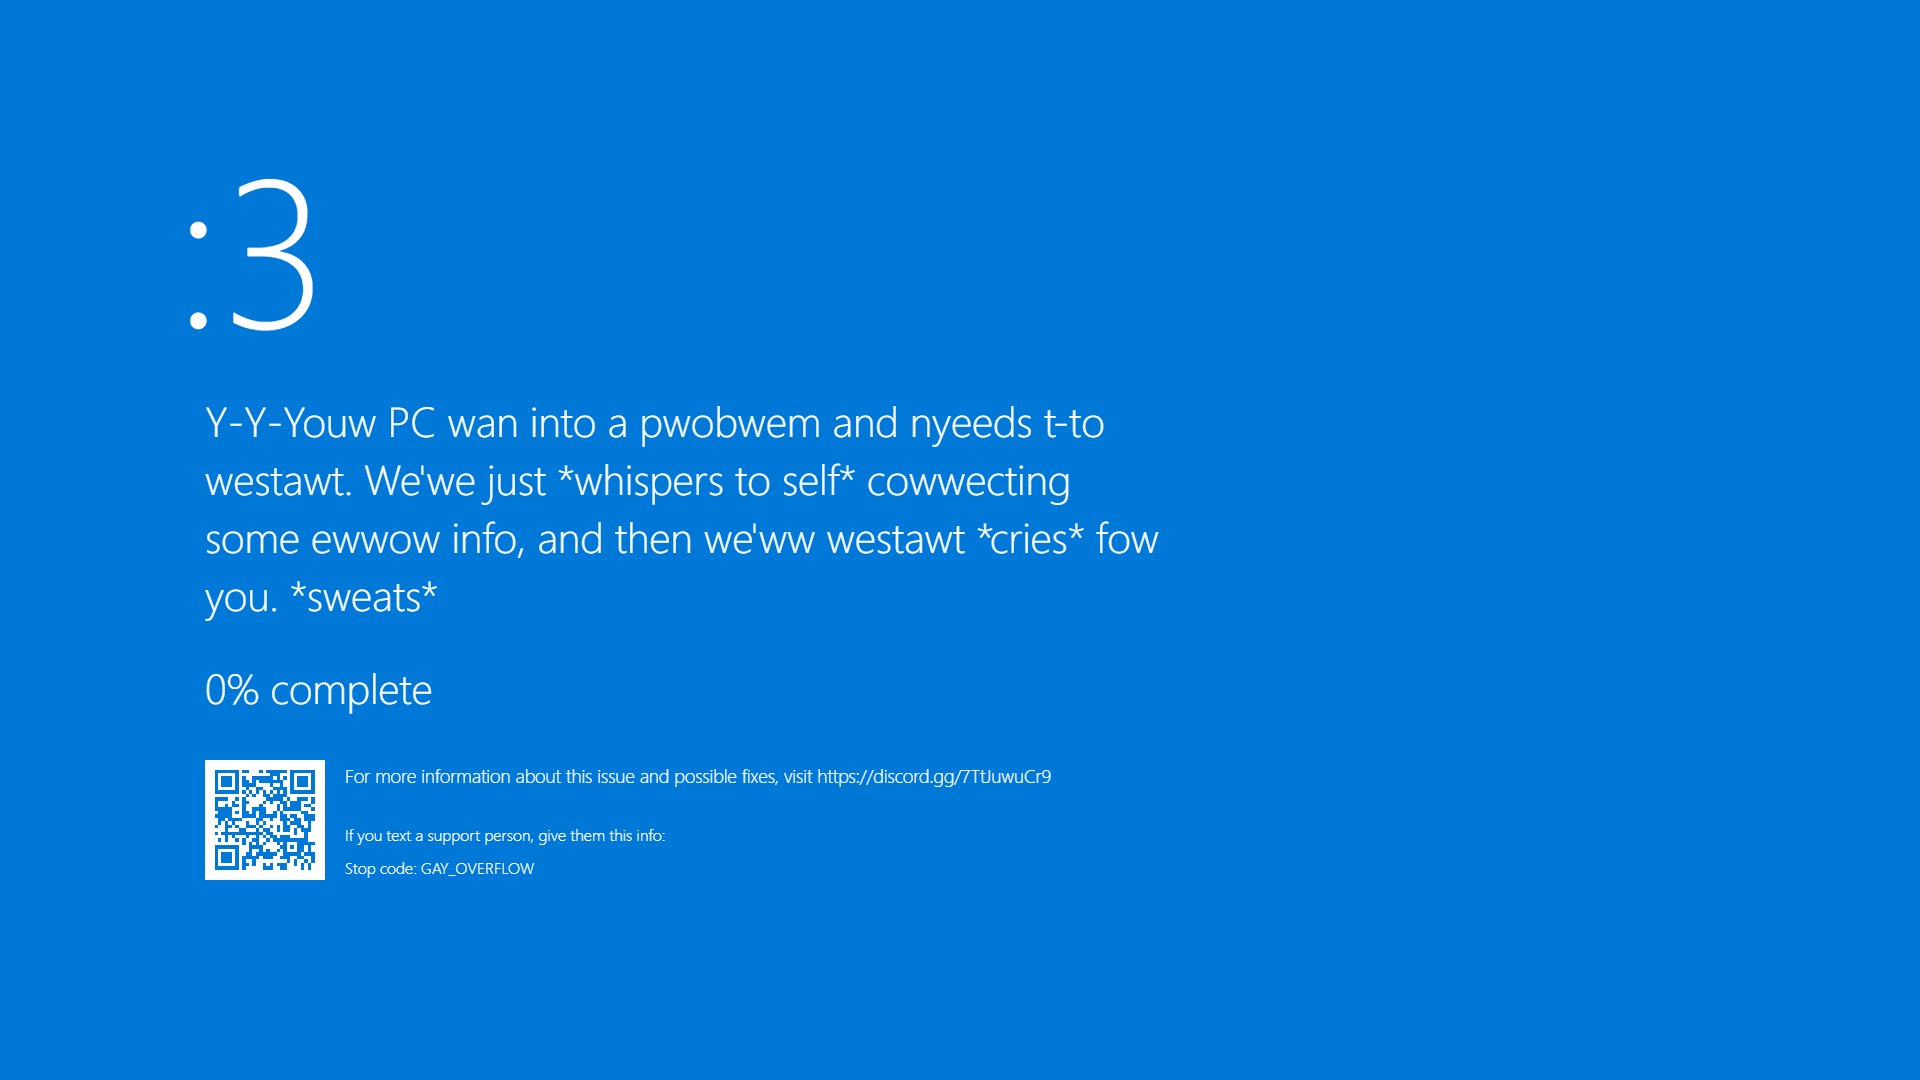 :3
Y-Y-Youw PC wan into a pwobwem and nyeeds t-to
westawt. We'we just *whispers to self* cowwecting
some ewwow info, and then we'ww westawt *cries* fow
you. *sweats*
0% complete
For more information about this issue and possible fixes, visit https://discord.gg/7TtJuwuCr9
If you text a support person, give them this info:
Stop code: GAY_OVERFLOW